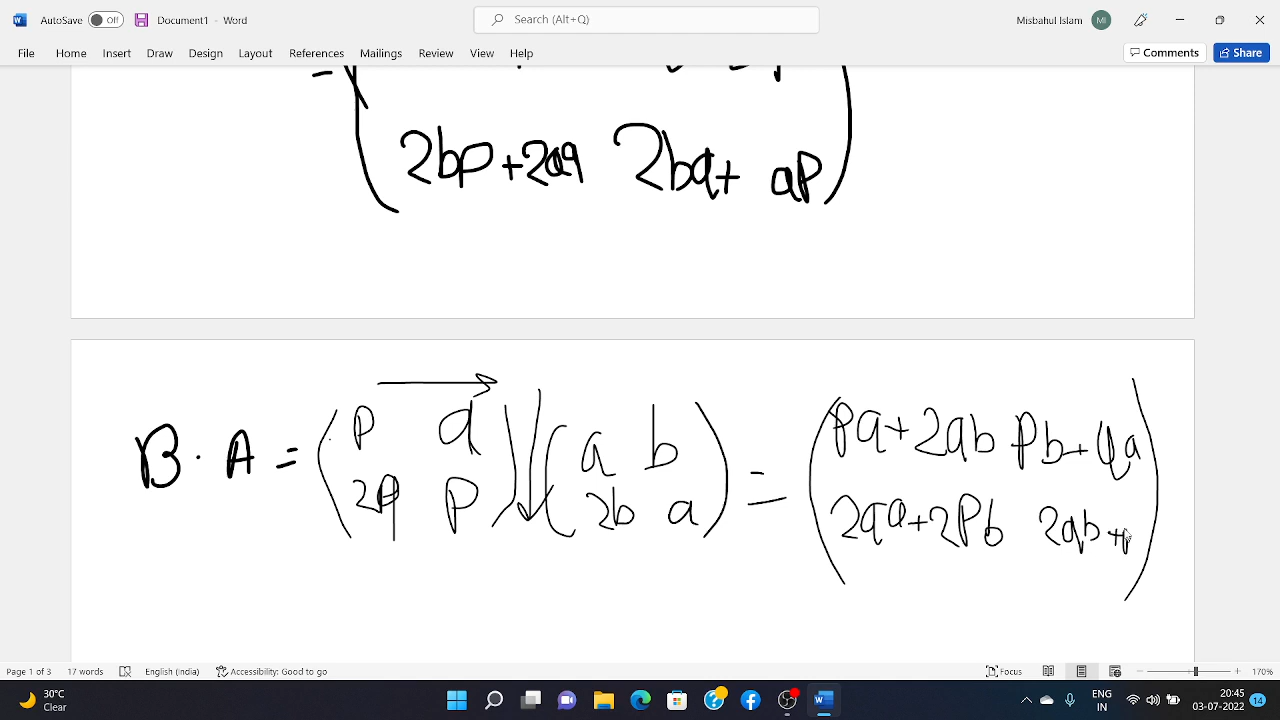 AutoSave Off Document1 - Word Search (Alt+Q) Misbahul Islam MI
File Home Insert Draw Design Layout References Mailings Review View Help Comments Share
2bp+2aq 2bq+ ap
B · A = (p q
2q p) (a b
2b a) = (pa+2qb pb+qa
2qa+2pb 2qb+p
Page 1 of 3 17 words English (India) Accessibility: Good to go Focus 170%
30°C
Clear
ENG
IN
20:45
03-07-2022
14